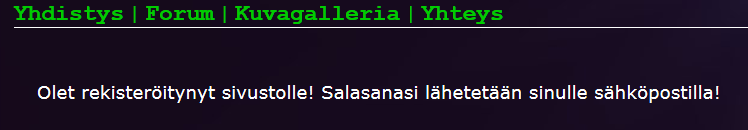 Yhdistys | Forum | Kuvagalleria | Yhteys
Olet rekisteröitynyt sivustolle! Salasanasi lähetetään sinulle sähköpostilla!